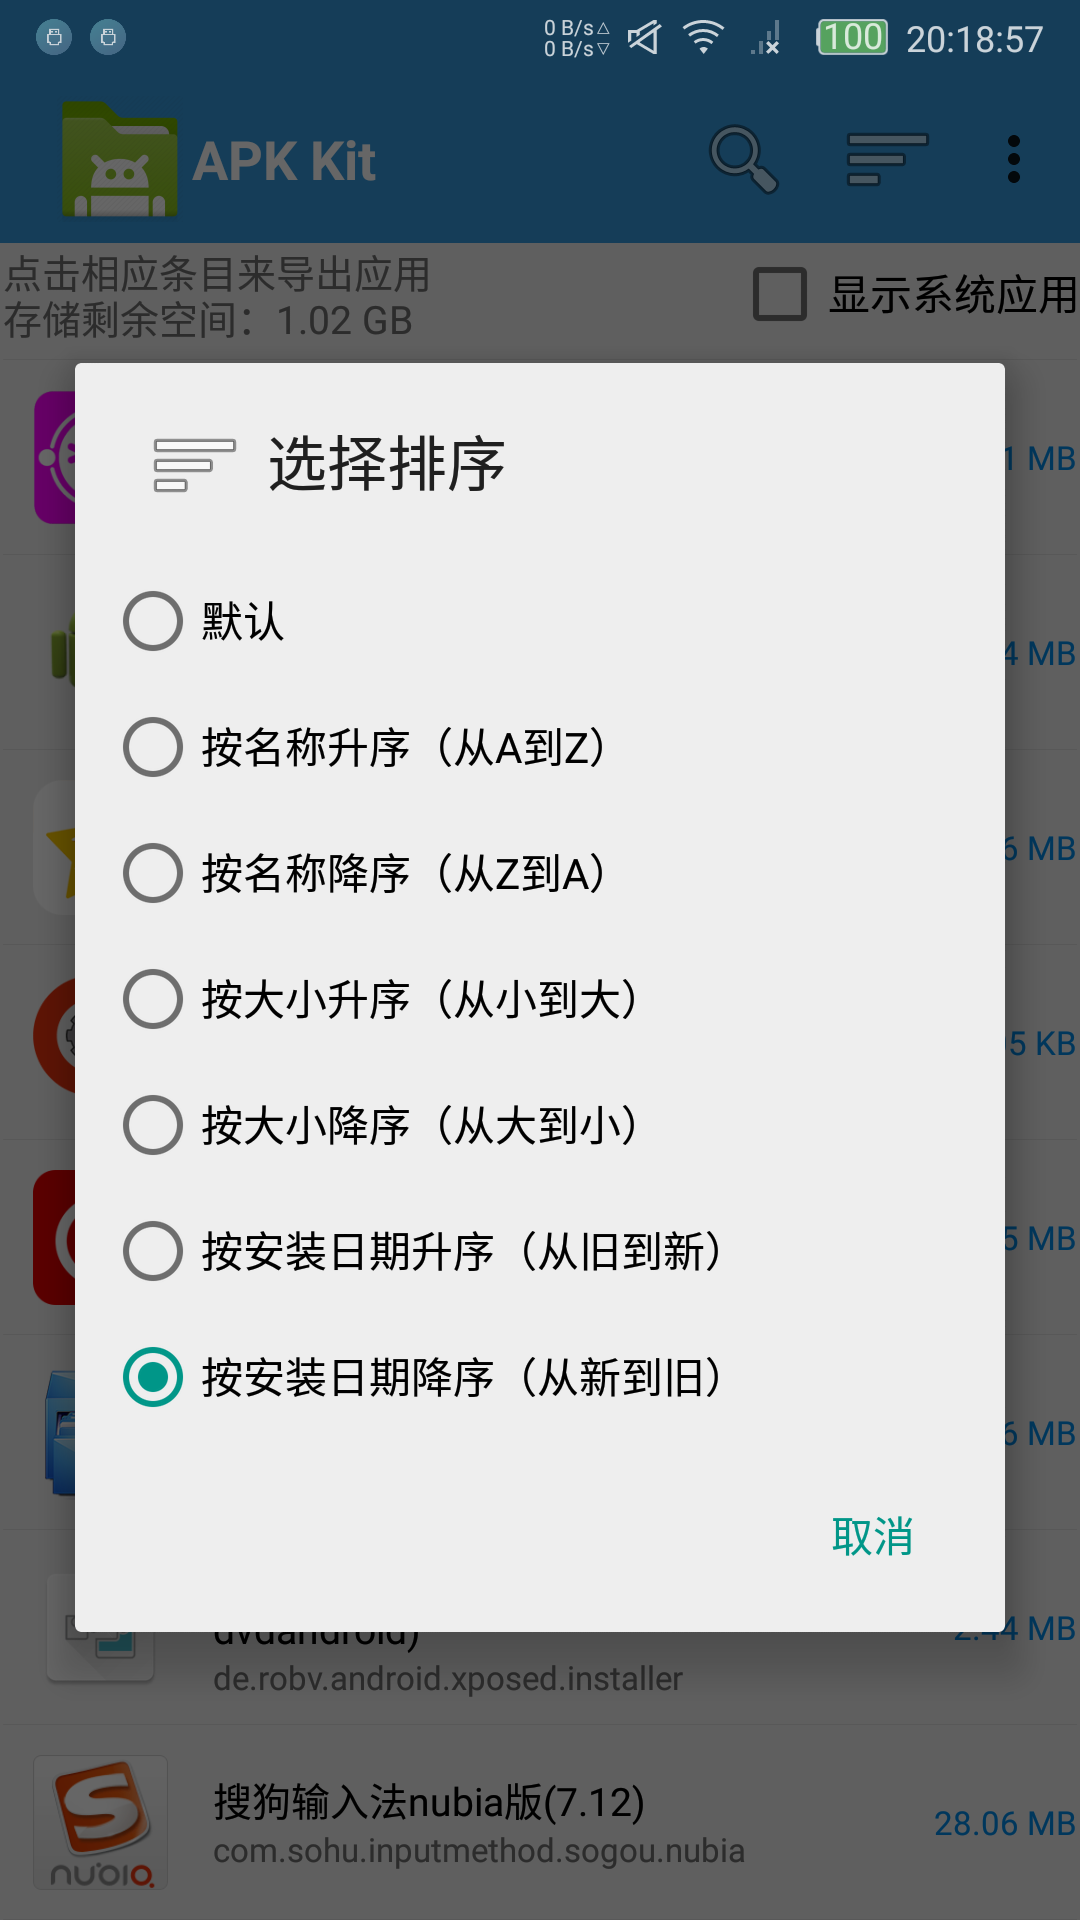 0 B/s
0 B/s
100
20:18:57
APK Kit
点击相应条目来导出应用
存储剩余空间：1.02 GB
显示系统应用
选择排序
1 MB
默认
4 MB
按名称升序（从A到Z）
按名称降序（从Z到A）
6 MB
按大小升序（从小到大）
5 KB
按大小降序（从大到小）
按安装日期升序（从旧到新）
5 MB
按安装日期降序（从新到旧）
6 MB
取消
dvdandroid)
2.44 MB
de.robv.android.xposed.installer
搜狗输入法nubia版(7.12)
28.06 MB
com.sohu.inputmethod.sogou.nubia
nubia